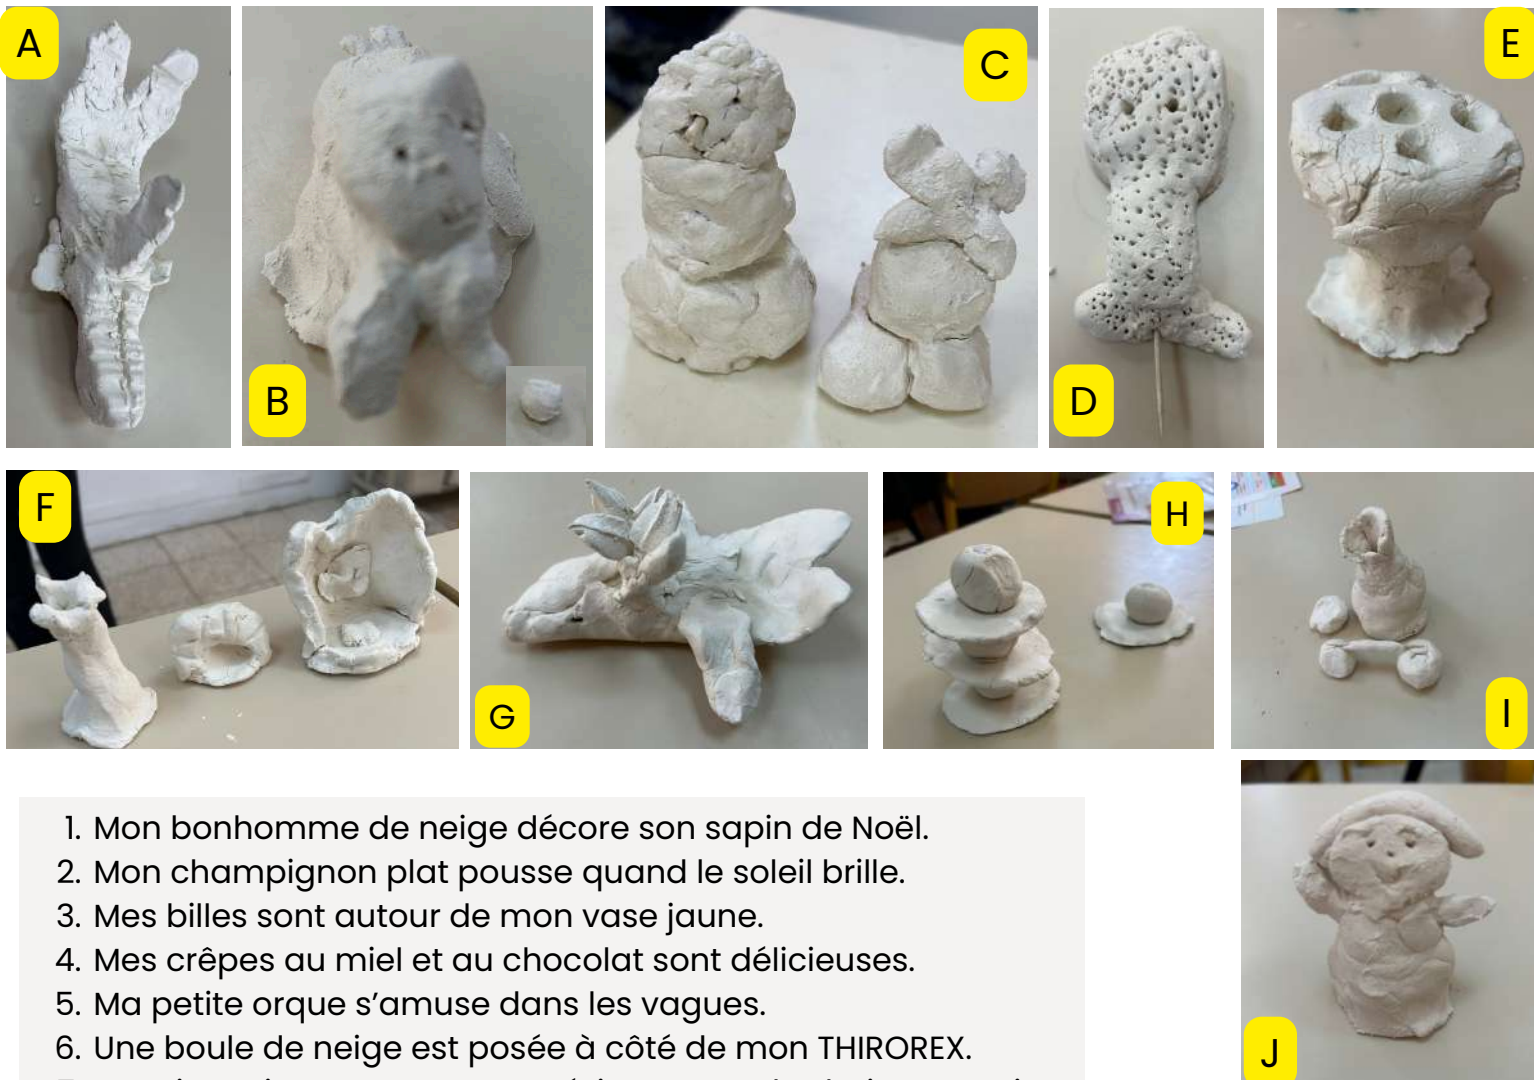 A
B
C
D
E
F
G
H
I
J
1. Mon bonhomme de neige décore son sapin de Noël.
2. Mon champignon plat pousse quand le soleil brille.
3. Mes billes sont autour de mon vase jaune.
4. Mes crêpes au miel et au chocolat sont délicieuses.
5. Ma petite orque s’amuse dans les vagues.
6. Une boule de neige est posée à côté de mon THIROREX.